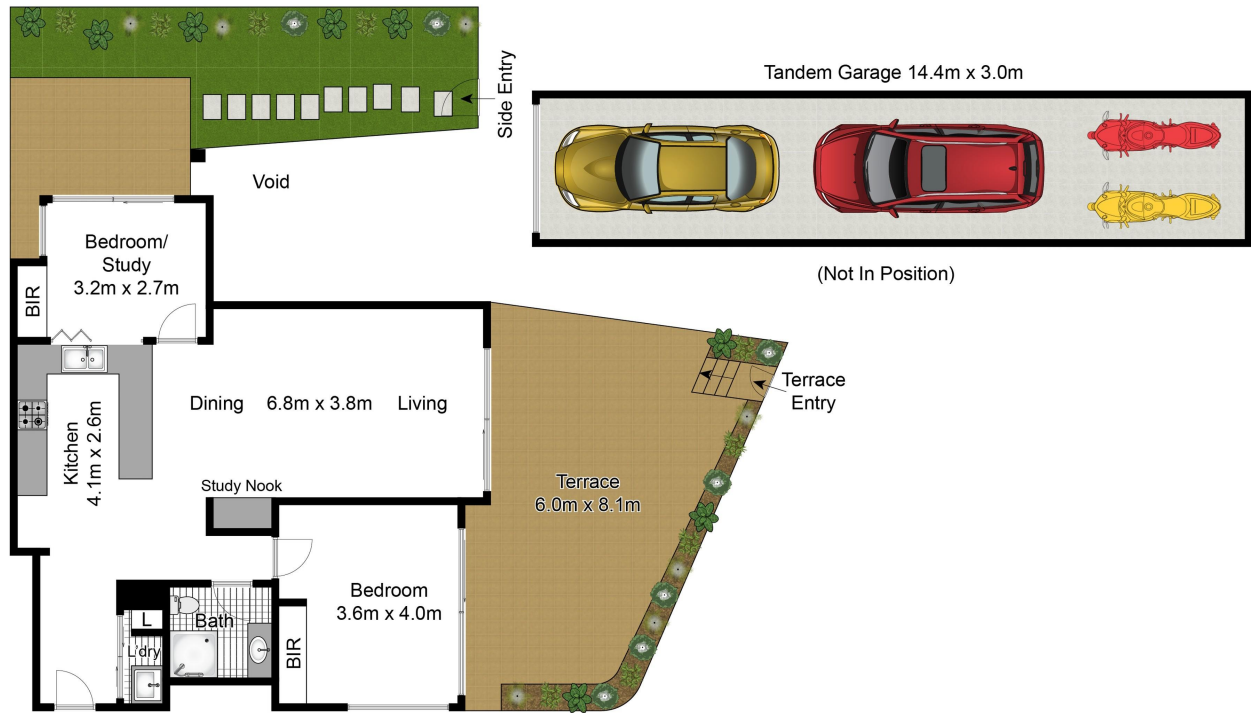 Side Entry
Tandem Garage 14.4m x 3.0m
(Not In Position)
Void
Bedroom/
Study
3.2m x 2.7m
BIR
Dining 6.8m x 3.8m Living
Kitchen
4.1m x 2.6m
Study Nook
Terrace
Entry
Terrace
6.0m x 8.1m
Bedroom
3.6m x 4.0m
BIR
Bath
L
L'dry